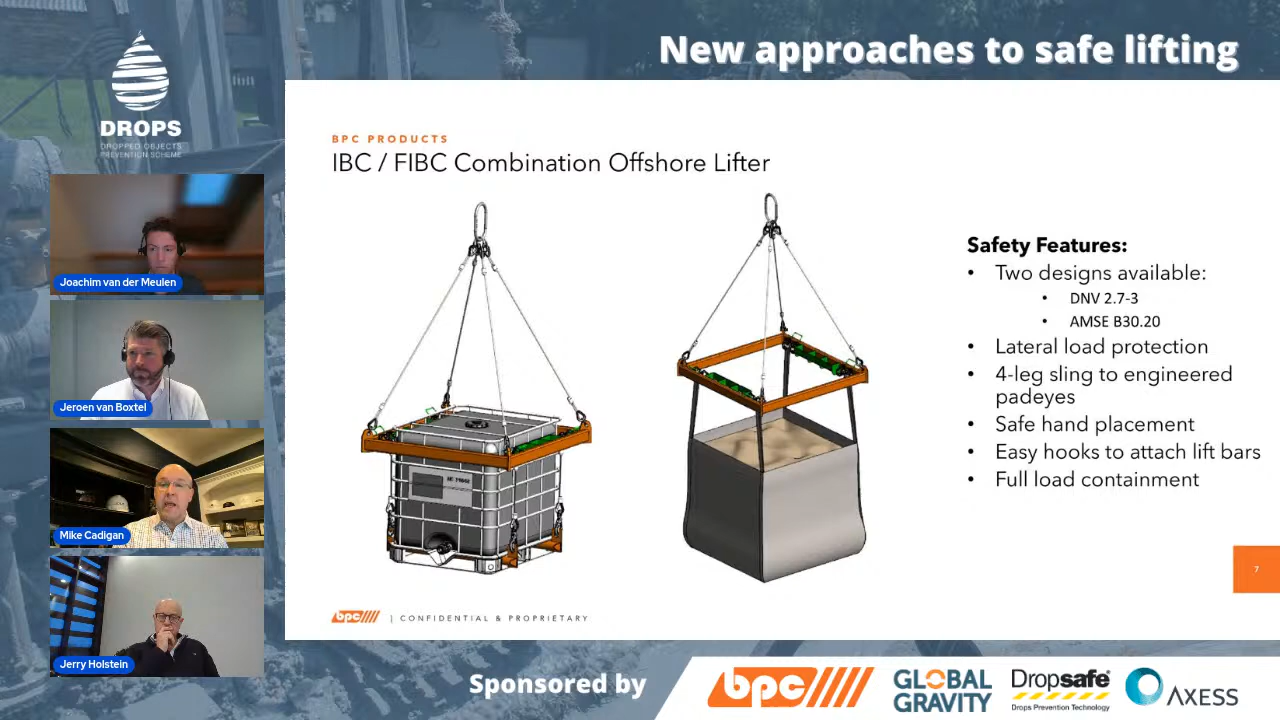 New approaches to safe lifting
DROPS
DROPPED OBJECTS
PREVENTION SCHEME
Joachim van der Meulen
Jeroen van Boxtel
Mike Cadigan
Jerry Holstein
BPC PRODUCTS
IBC / FIBC Combination Offshore Lifter
Safety Features:
• Two designs available:
• DNV 2.7-3
• AMSE B30.20
• Lateral load protection
• 4-leg sling to engineered
padeyes
• Safe hand placement
• Easy hooks to attach lift bars
• Full load containment
7
bpc | CONFIDENTIAL & PROPRIETARY
Sponsored by
bpc
GLOBAL
GRAVITY
Dropsafe®
Drops Prevention Technology
AXESS